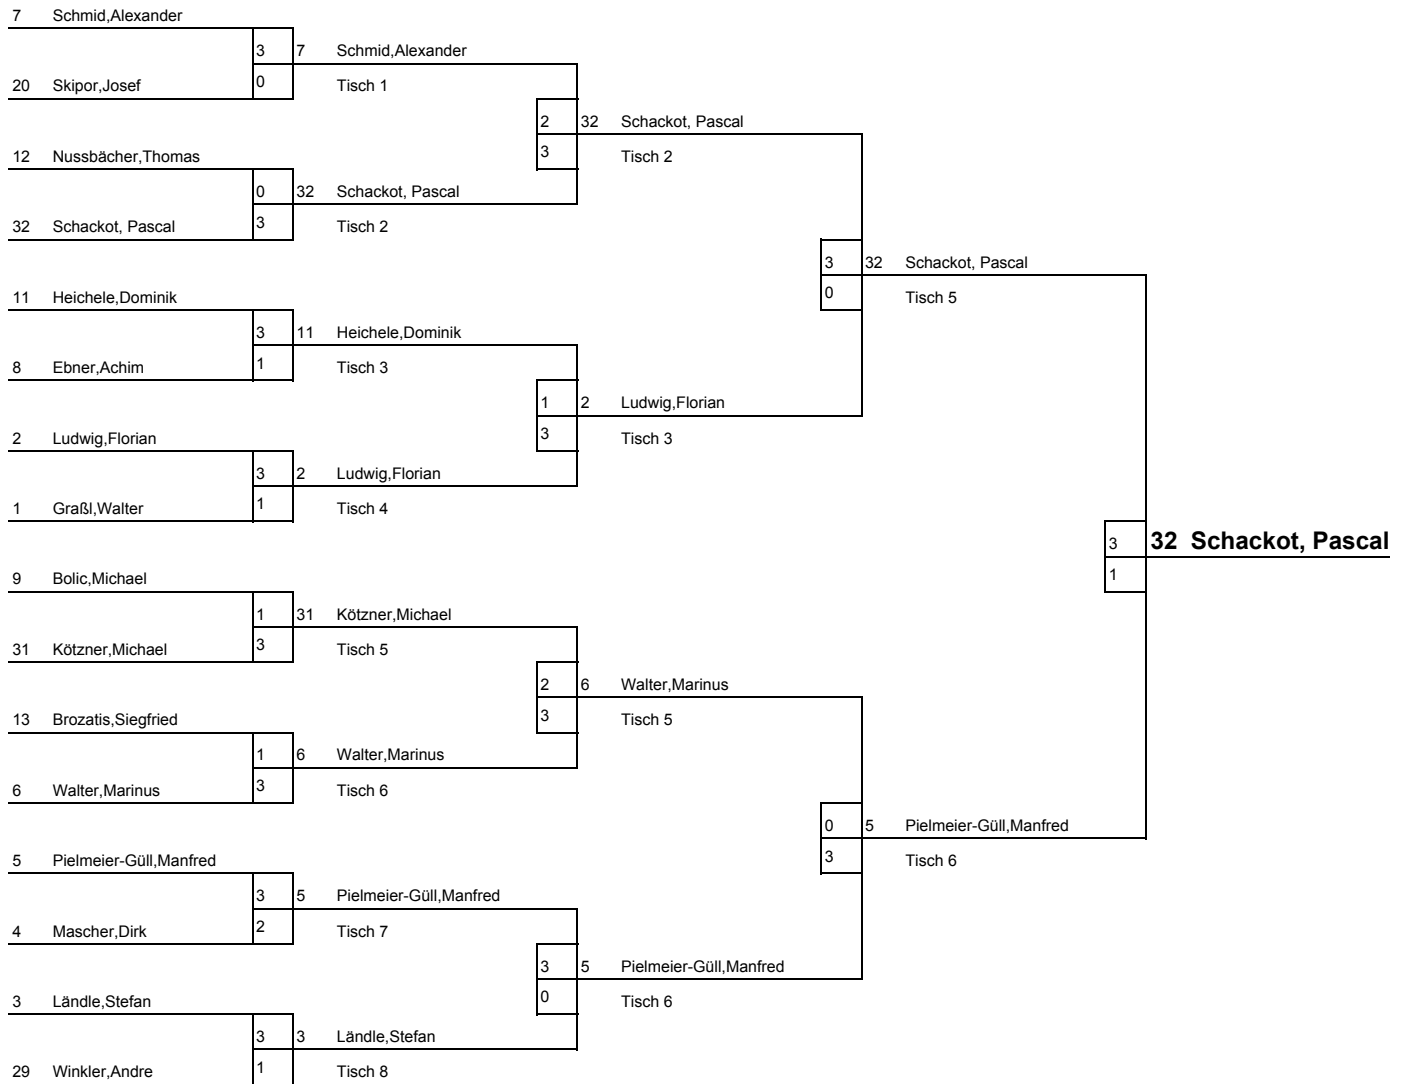 7 Schmid,Alexander
3 7 Schmid,Alexander
20 Skipor,Josef 0 Tisch 1
2 32 Schackot, Pascal
12 Nussbächer,Thomas 3 Tisch 2
0 32 Schackot, Pascal
32 Schackot, Pascal 3 Tisch 2
3 32 Schackot, Pascal
11 Heichele,Dominik 0 Tisch 5
3 11 Heichele,Dominik
8 Ebner,Achim 1 Tisch 3
1 2 Ludwig,Florian
2 Ludwig,Florian 3 Tisch 3
3 2 Ludwig,Florian
1 Graßl,Walter 1 Tisch 4
3 32 Schackot, Pascal
9 Bolic,Michael 1
1 31 Kötzner,Michael
31 Kötzner,Michael 3 Tisch 5
2 6 Walter,Marinus
13 Brozatis,Siegfried 3 Tisch 5
1 6 Walter,Marinus
6 Walter,Marinus 3 Tisch 6
0 5 Pielmeier-Güll,Manfred
5 Pielmeier-Güll,Manfred 3 Tisch 6
3 5 Pielmeier-Güll,Manfred
4 Mascher,Dirk 2 Tisch 7
3 5 Pielmeier-Güll,Manfred
3 Ländle,Stefan 0 Tisch 6
3 3 Ländle,Stefan
29 Winkler,Andre 1 Tisch 8